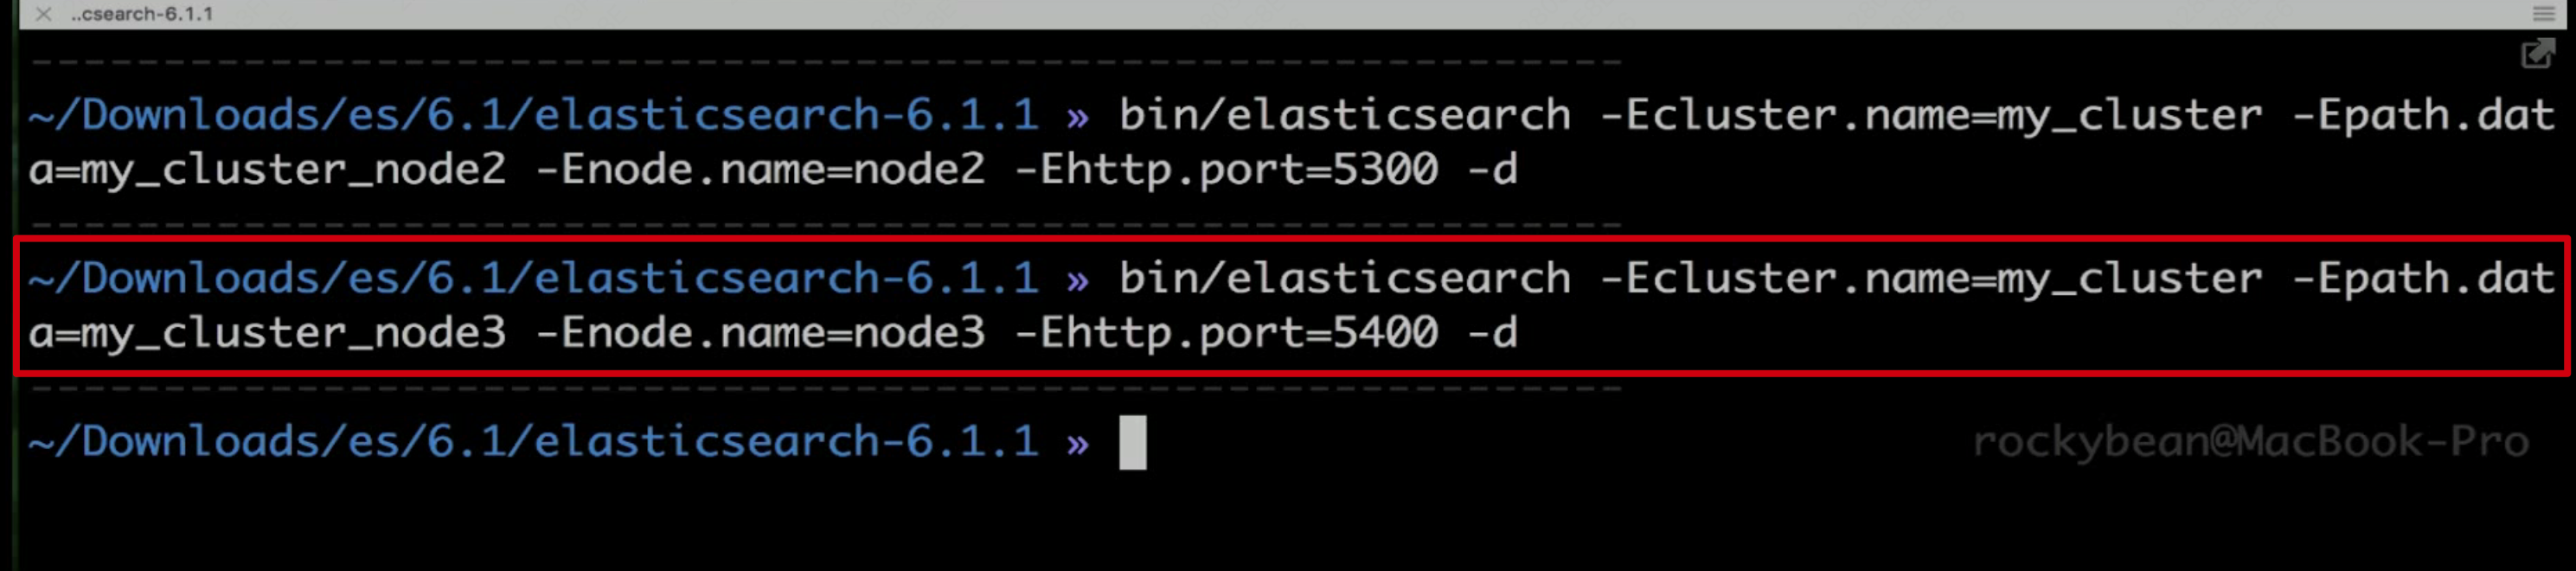 ..csearch-6.1.1
~/Downloads/es/6.1/elasticsearch-6.1.1 » bin/elasticsearch -Ecluster.name=my_cluster -Epath.dat
a=my_cluster_node2 -Enode.name=node2 -Ehttp.port=5300 -d
~/Downloads/es/6.1/elasticsearch-6.1.1 » bin/elasticsearch -Ecluster.name=my_cluster -Epath.dat
a=my_cluster_node3 -Enode.name=node3 -Ehttp.port=5400 -d
~/Downloads/es/6.1/elasticsearch-6.1.1 » rockybean@MacBook-Pro